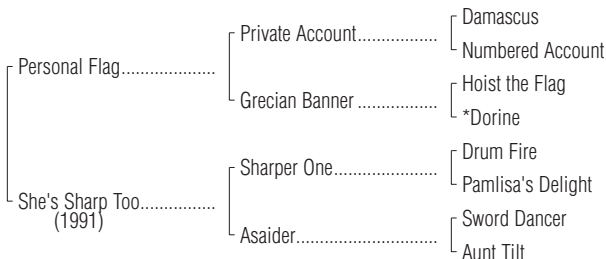 Damascus
Private Account..................
Numbered Account
Personal Flag....................
Hoist the Flag
Grecian Banner ..................
*Dorine
Drum Fire
Sharper One.......................
Pamlisa's Delight
She's Sharp Too................
(1991)
Sword Dancer
Asaider................................
Aunt Tilt